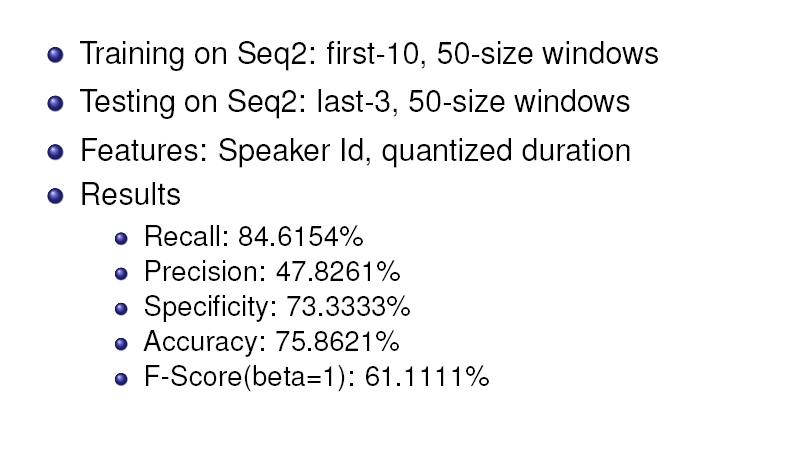 Training on Seq2: first-10, 50-size windows
Testing on Seq2: last-3, 50-size windows
Features: Speaker Id, quantized duration
Results
Recall: 84.6154%
Precision: 47.8261%
Specificity: 73.3333%
Accuracy: 75.8621%
F-Score(beta=1): 61.1111%